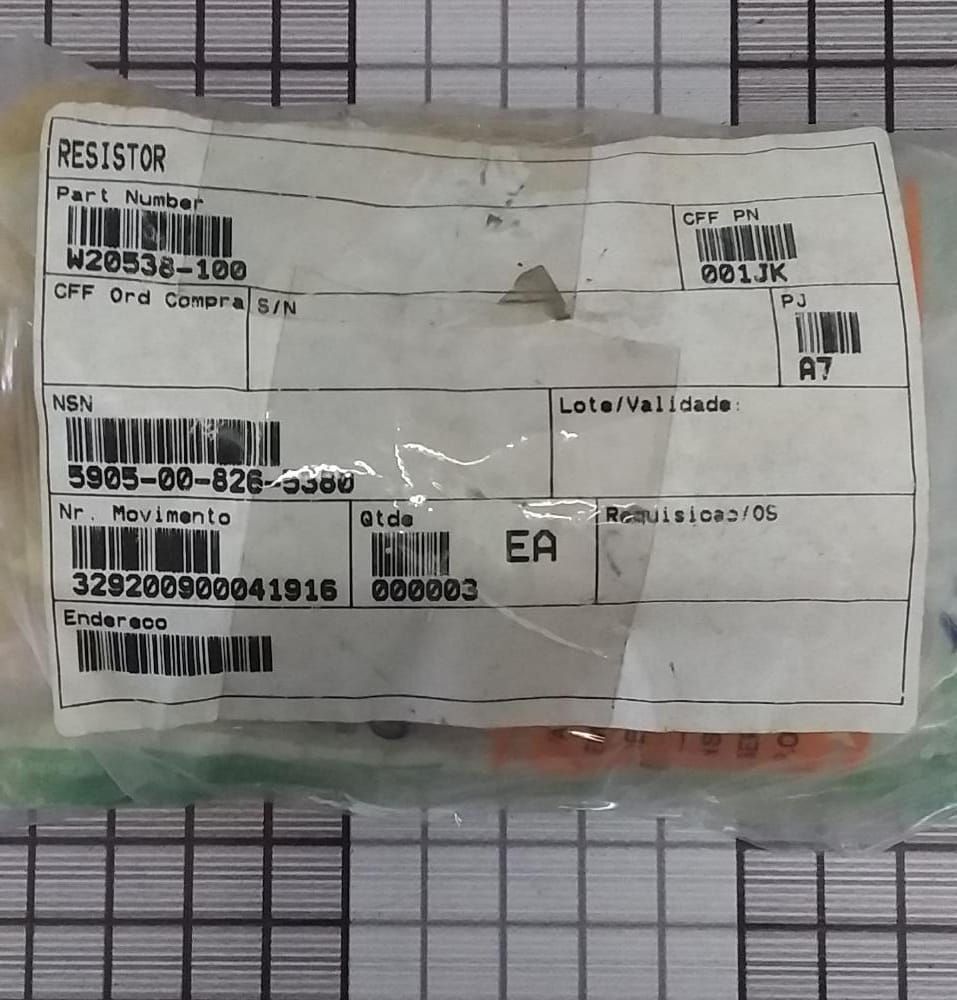 RESISTOR
Part Number
W20538-100
CFF PN
001JK
CFF Ord Compra
S/N
PJ
A7
NSN
5905-00-826-5380
Lote/Validade:
Nr. Movimento
329200900041916
Qtde
000003
EA
Requisicao/OS
Endereco